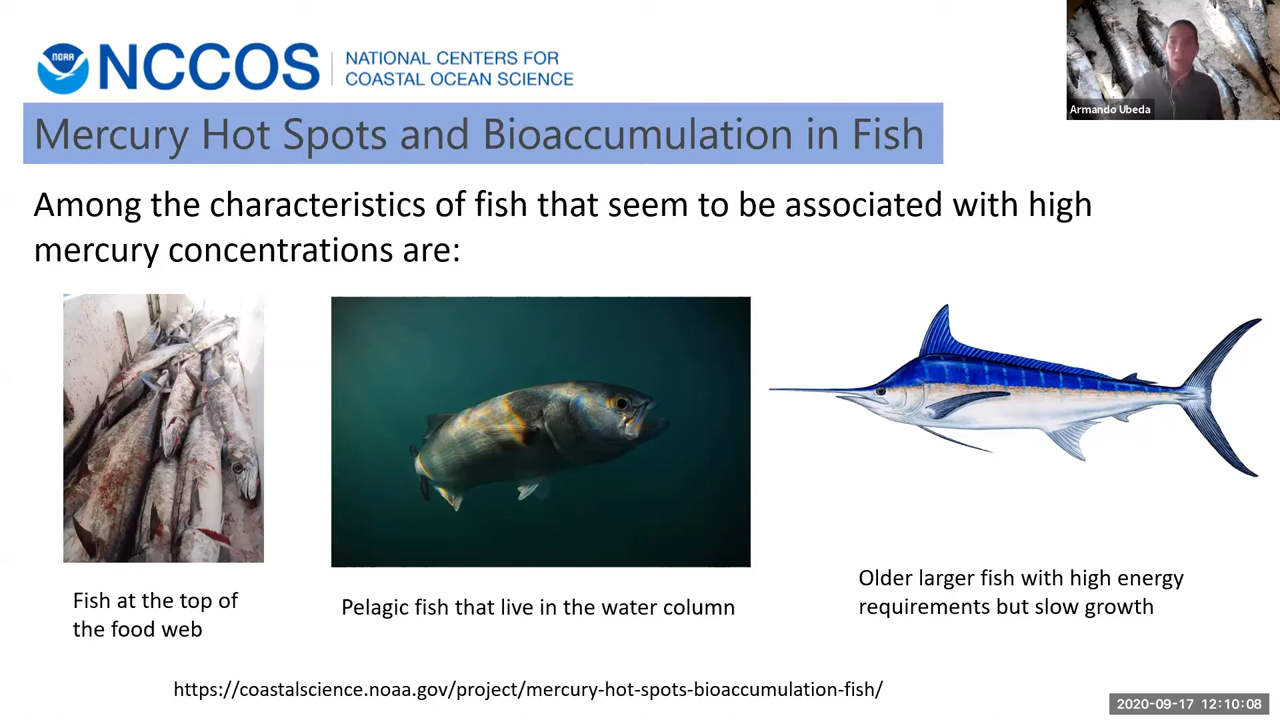 NOAA
NCCOS
NATIONAL CENTERS FOR
COASTAL OCEAN SCIENCE
Armando Ubeda
Mercury Hot Spots and Bioaccumulation in Fish
Among the characteristics of fish that seem to be associated with high
mercury concentrations are:
Fish at the top of
the food web
Pelagic fish that live in the water column
Older larger fish with high energy
requirements but slow growth
https://coastalscience.noaa.gov/project/mercury-hot-spots-bioaccumulation-fish/
2020-09-17 12:10:08